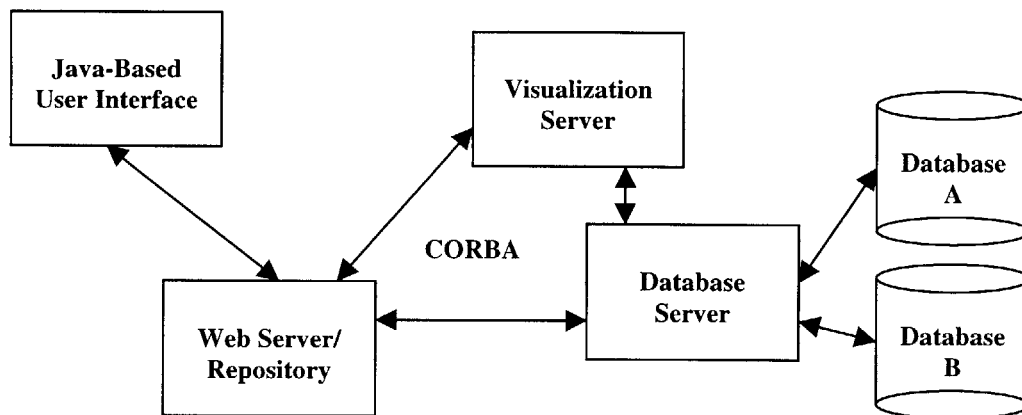 Java-Based
User Interface
Visualization
Server
Database
A
CORBA
Database
Server
Web Server/
Repository
Database
B